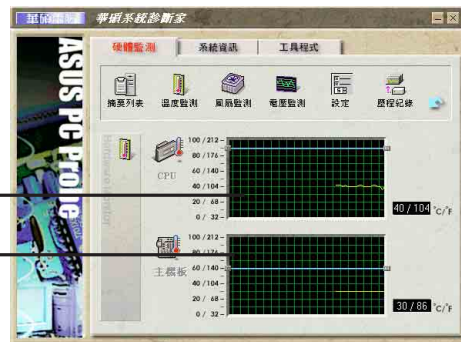 華碩電腦
華碩系統診斷家
ASUS PC Probe
硬體監測
系統資訊
工具程式
摘要列表
溫度監測
風扇監測
電壓監測
設定
歷程紀錄
Hardware Monitor
CPU
100 / 212
80 / 176
60 / 140
40 / 104
20 / 68
0 / 32
40 / 104 °C/°F
主機板
100 / 212
80 / 176
60 / 140
40 / 104
20 / 68
0 / 32
30 / 86 °C/°F